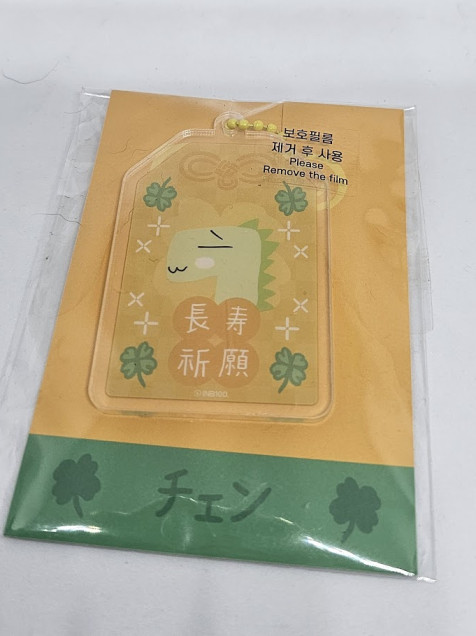 보호필름
제거 후 사용
Please
Remove the film
長寿
祈願
チェン